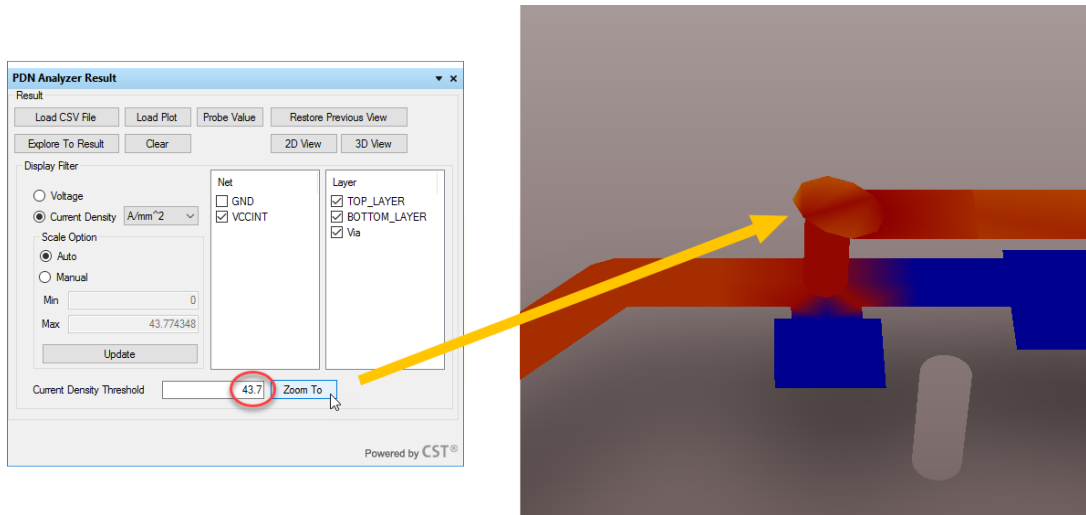 PDN Analyzer Result
Result
Load CSV File Load Plot Probe Value Restore Previous View
Explore To Result Clear 2D View 3D View
Display Filter
Voltage
Current Density A/mm^2
Scale Option
Auto
Manual
Min 0
Max 43.774348
Update
Net
GND
VCCINT
Layer
TOP_LAYER
BOTTOM_LAYER
Via
Current Density Threshold 43.7 Zoom To
Powered by CST®